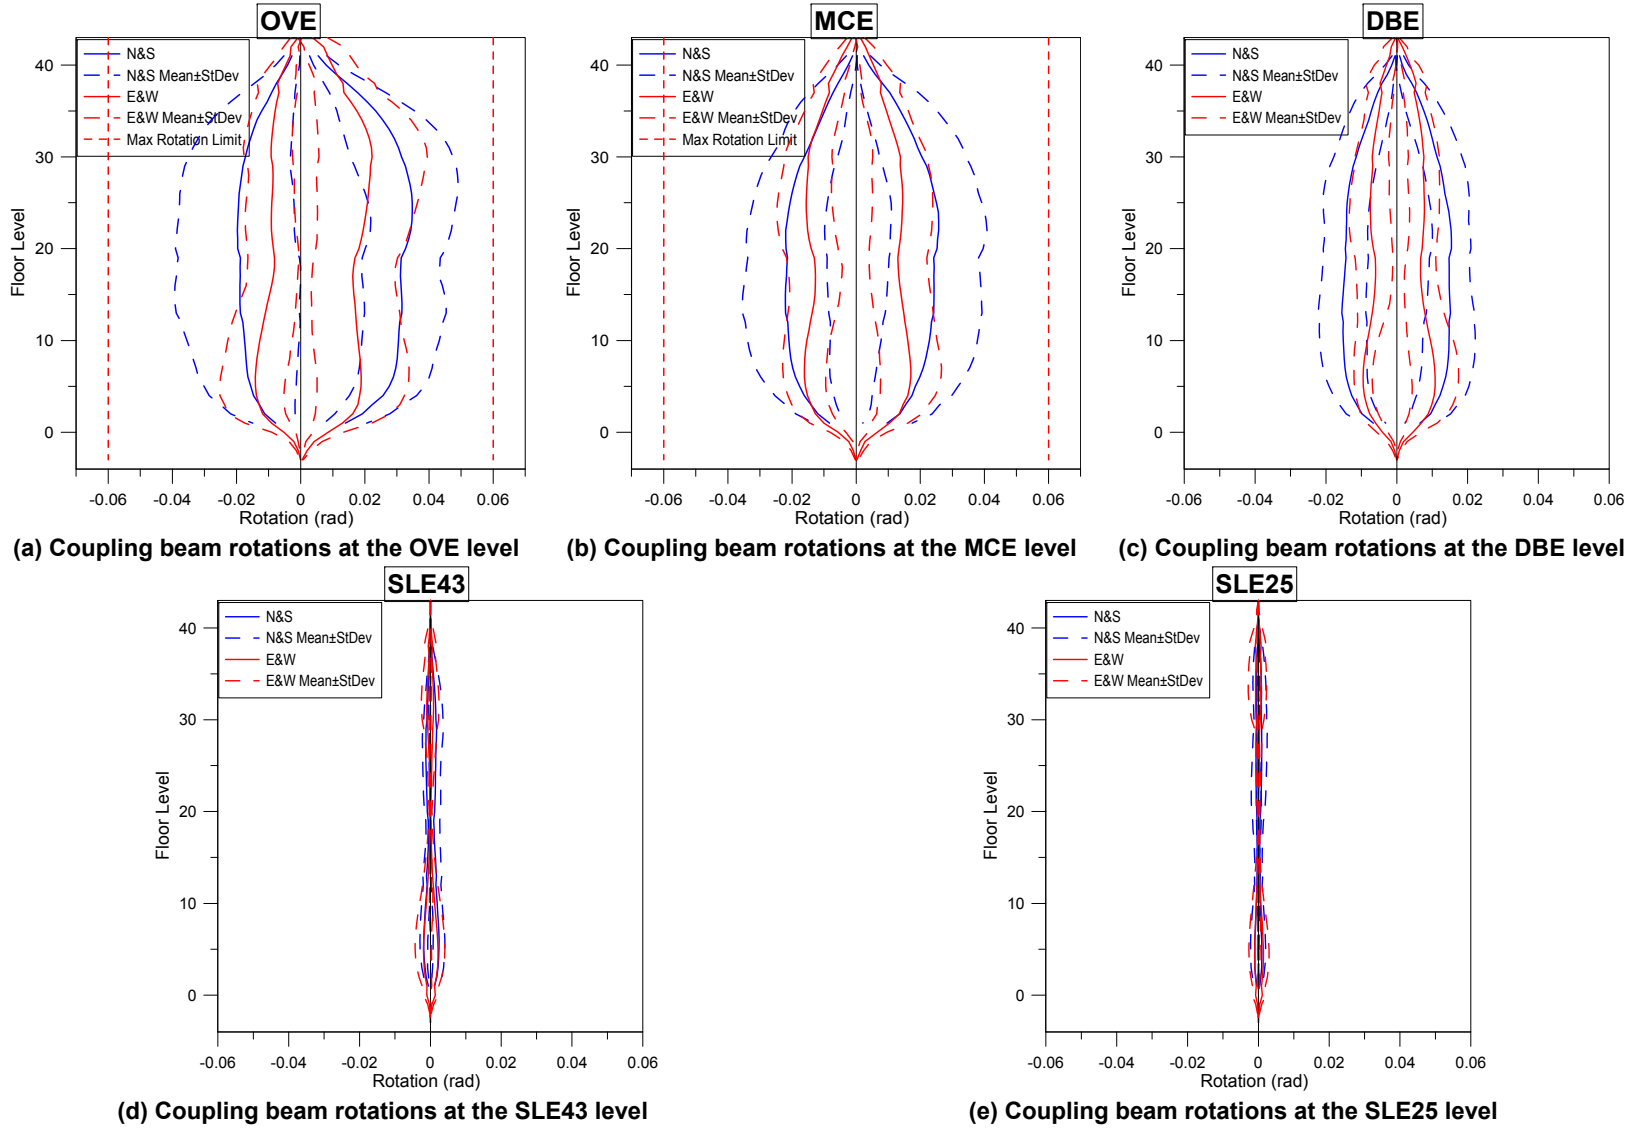 OVE
N&S
N&S Mean±StDev
E&W
E&W Mean±StDev
Max Rotation Limit
40
30
20
10
0
Floor Level
-0.06 -0.04 -0.02 0 0.02 0.04 0.06
Rotation (rad)
(a) Coupling beam rotations at the OVE level
MCE
N&S
N&S Mean±StDev
E&W
E&W Mean±StDev
Max Rotation Limit
40
30
20
10
0
Floor Level
-0.06 -0.04 -0.02 0 0.02 0.04 0.06
Rotation (rad)
(b) Coupling beam rotations at the MCE level
DBE
N&S
N&S Mean±StDev
E&W
E&W Mean±StDev
40
30
20
10
0
Floor Level
-0.06 -0.04 -0.02 0 0.02 0.04 0.06
Rotation (rad)
(c) Coupling beam rotations at the DBE level
SLE43
N&S
N&S Mean±StDev
E&W
E&W Mean±StDev
40
30
20
10
0
Floor Level
-0.06 -0.04 -0.02 0 0.02 0.04 0.06
Rotation (rad)
(d) Coupling beam rotations at the SLE43 level
SLE25
N&S
N&S Mean±StDev
E&W
E&W Mean±StDev
40
30
20
10
0
Floor Level
-0.06 -0.04 -0.02 0 0.02 0.04 0.06
Rotation (rad)
(e) Coupling beam rotations at the SLE25 level